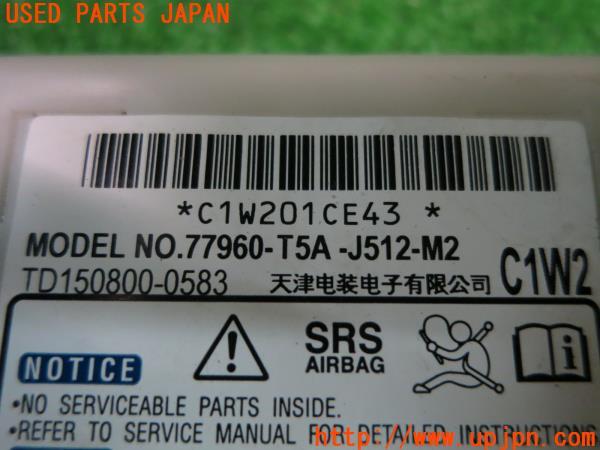 USED PARTS JAPAN
*C1W201CE43 *
MODEL NO.77960-T5A-J512-M2
TD150800-0583 天津电装电子有限公司 C1W2
NOTICE
SRS
AIRBAG
•NO SERVICEABLE PARTS INSIDE.
•REFER TO SERVICE MANUAL FOR DETAILED INSTRUCTIONS
http://www.upjpn.com